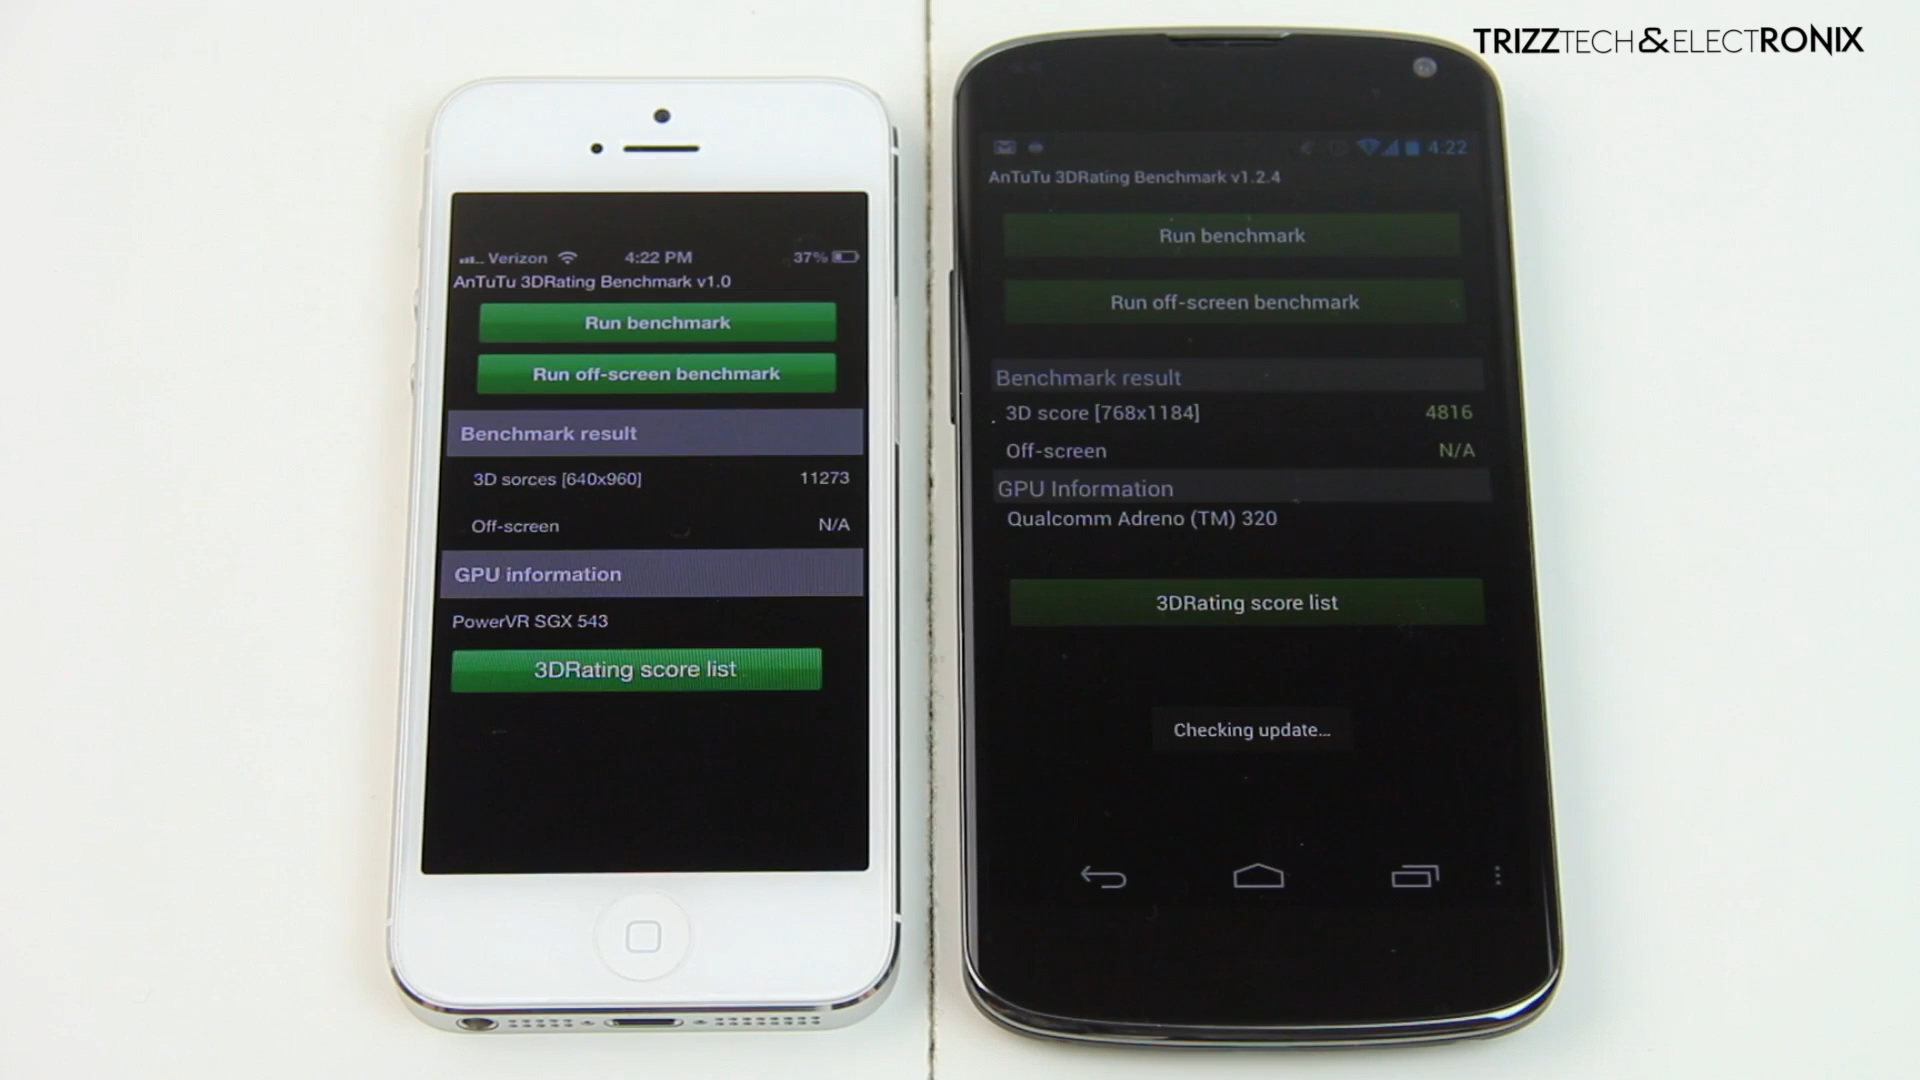 TRIZZTECH&ELECTRONIX
Verizon 4:22 PM 37%
AnTuTu 3DRating Benchmark v1.0
Run benchmark
Run off-screen benchmark
Benchmark result
3D sorces [640x960] 11273
Off-screen N/A
GPU information
PowerVR SGX 543
3DRating score list
4:22
AnTuTu 3DRating Benchmark v1.2.4
Run benchmark
Run off-screen benchmark
Benchmark result
3D score [768x1184] 4816
Off-screen N/A
GPU Information
Qualcomm Adreno (TM) 320
3DRating score list
Checking update...